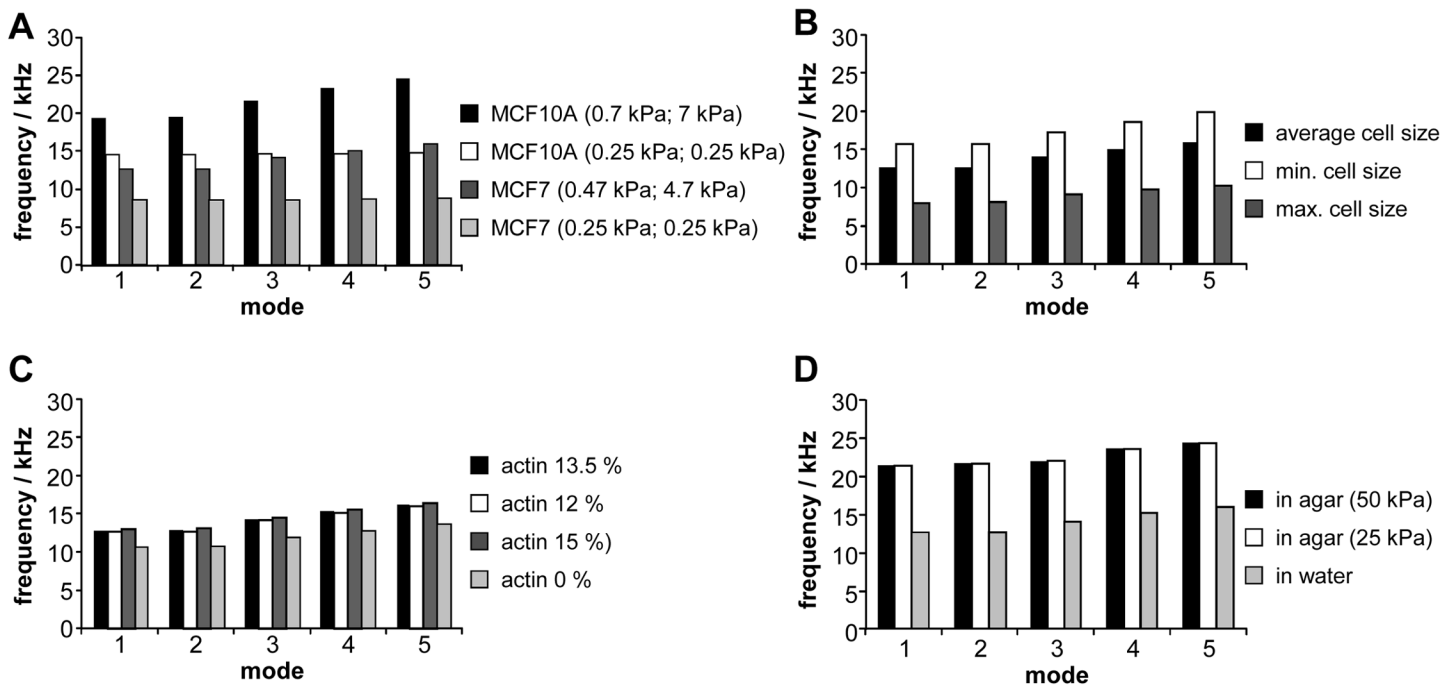 A
frequency / kHz
30
25
20
15
10
5
0
1 2 3 4 5
mode
MCF10A (0.7 kPa; 7 kPa)
MCF10A (0.25 kPa; 0.25 kPa)
MCF7 (0.47 kPa; 4.7 kPa)
MCF7 (0.25 kPa; 0.25 kPa)
B
frequency / kHz
30
25
20
15
10
5
0
1 2 3 4 5
mode
average cell size
min. cell size
max. cell size
C
frequency / kHz
30
25
20
15
10
5
0
1 2 3 4 5
mode
actin 13.5 %
actin 12 %
actin 15 %)
actin 0 %
D
frequency / kHz
30
25
20
15
10
5
0
1 2 3 4 5
mode
in agar (50 kPa)
in agar (25 kPa)
in water